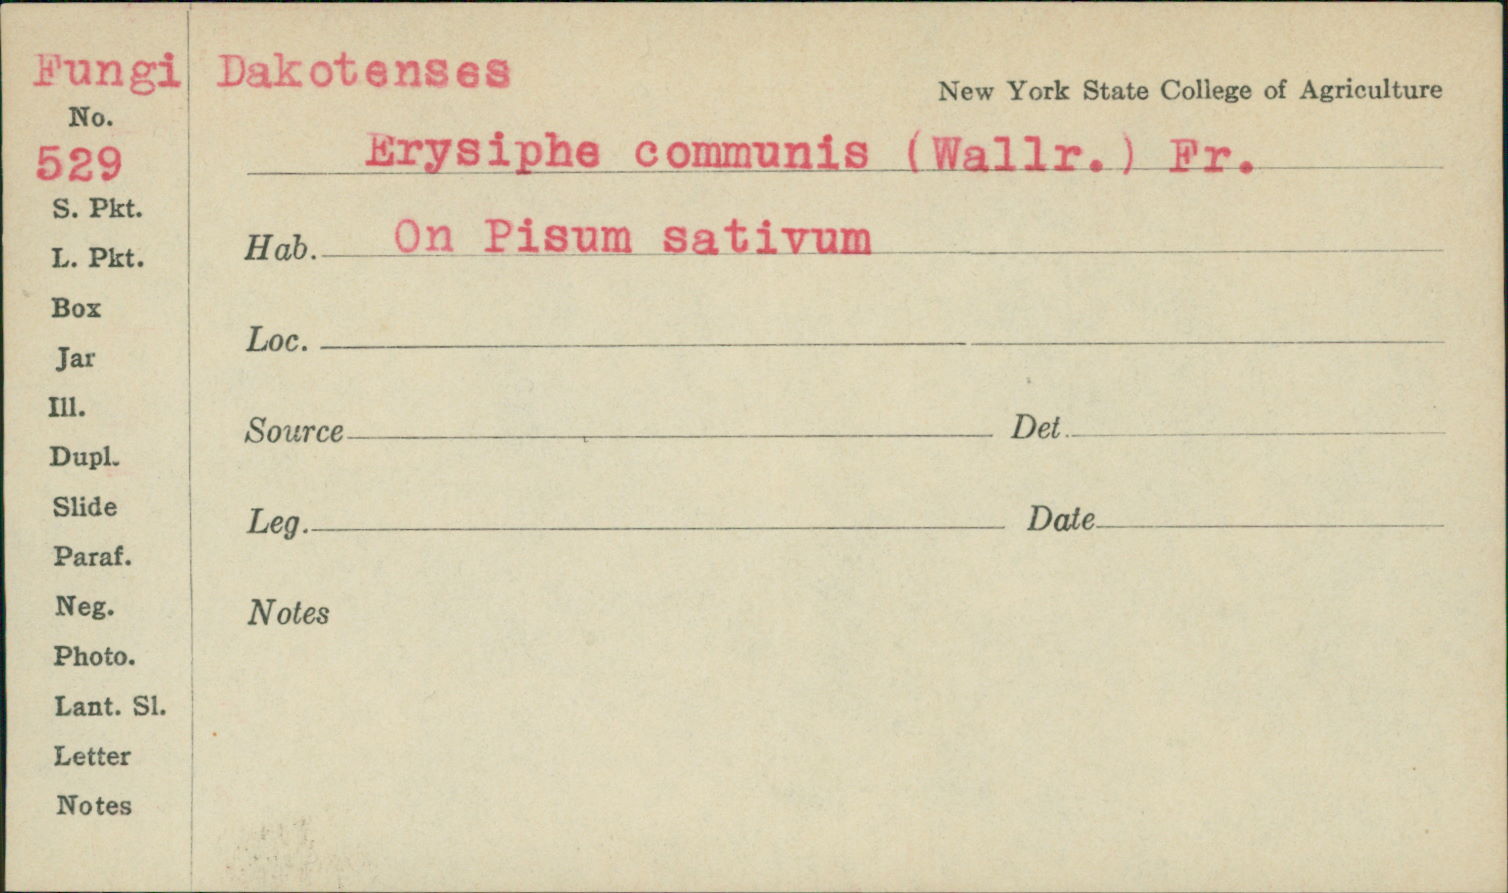 Fungi Dakotenses
New York State College of Agriculture
No.
529
Erysiphe communis (Wallr.) Fr.
S. Pkt.
L. Pkt.
Hab. On Pisum sativum
Box
Loc.
Jar
Ill.
Source Det.
Dupl.
Slide
Leg. Date
Paraf.
Neg.
Notes
Photo.
Lant. Sl.
Letter
Notes